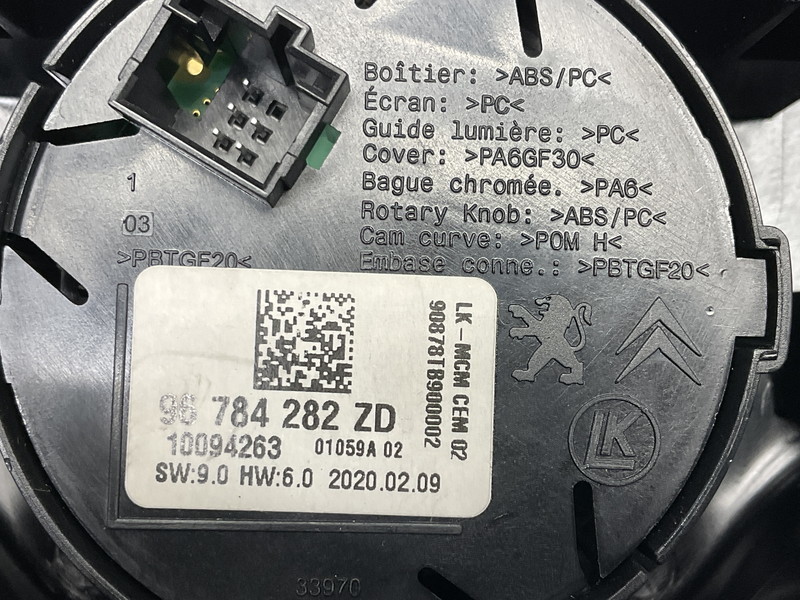 Boîtier: >ABS/PC<
Écran: >PC<
Guide lumière: >PC<
Cover: >PA6GF30<
Bague chromée. >PA6<
Rotary Knob: >ABS/PC<
Cam curve: >POM H<
Embase conne.: >PBTGF20<
1
03
>PBTGF20<
LK-MCM CEM 02
90878TB900002
96 784 282 ZD
10094263 01059A 02
SW:9.0 HW:6.0 2020.02.09
LK
33970